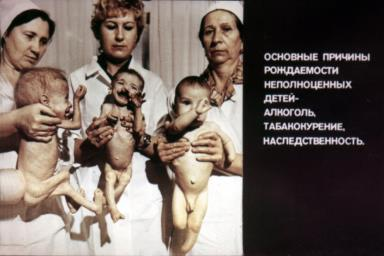 ОСНОВНЫЕ ПРИЧИНЫ
РОЖДАЕМОСТИ
НЕПОЛНОЦЕННЫХ
ДЕТЕЙ-
АЛКОГОЛЬ,
ТАБАКОКУРЕНИЕ,
НАСЛЕДСТВЕННОСТЬ.